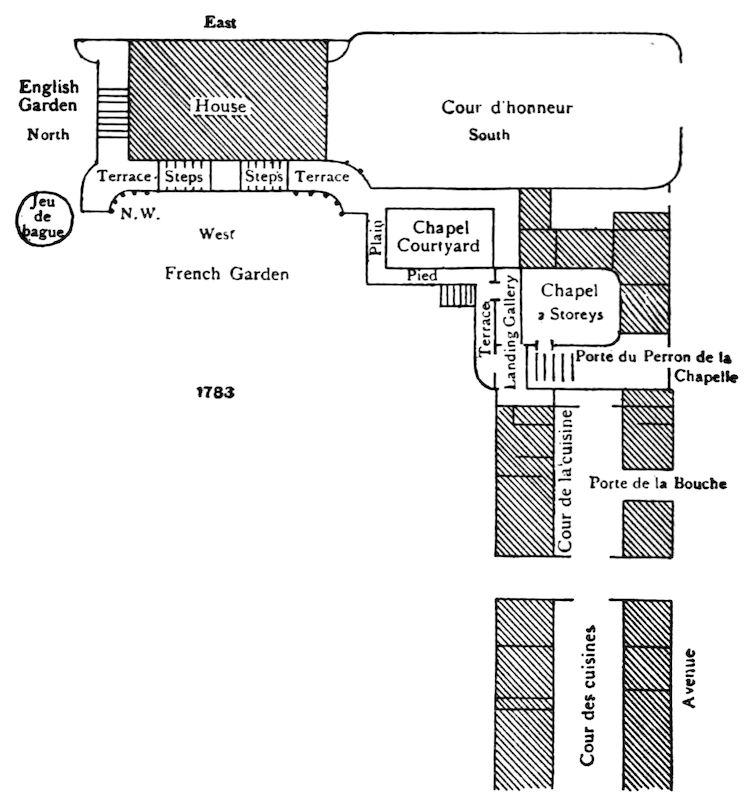 East
English
Garden
North
House
Cour d'honneur
South
Terrace
Steps
Steps
Terrace
Jeu
de
bague
N.W.
West
French Garden
Plain
Pied
Chapel
Courtyard
Terrace
Landing Gallery
Chapel
2 Storeys
Porte du Perron de la
Chapelle
1783
Cour de la cuisine
Porte de la Bouche
Cour des cuisines
Avenue